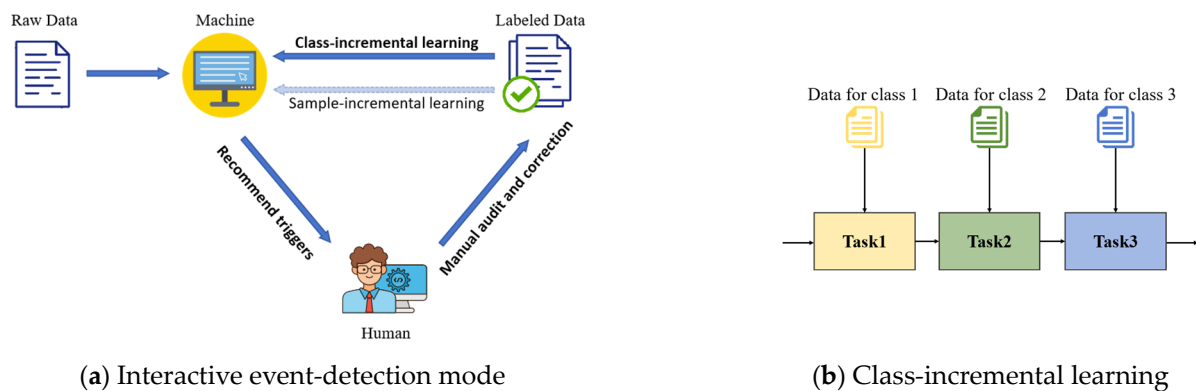 Raw Data
Machine
Labeled Data
Class-incremental learning
Sample-incremental learning
Recommend triggers
Manual audit and correction
Human
(a) Interactive event-detection mode
Data for class 1
Data for class 2
Data for class 3
Task1
Task2
Task3
(b) Class-incremental learning